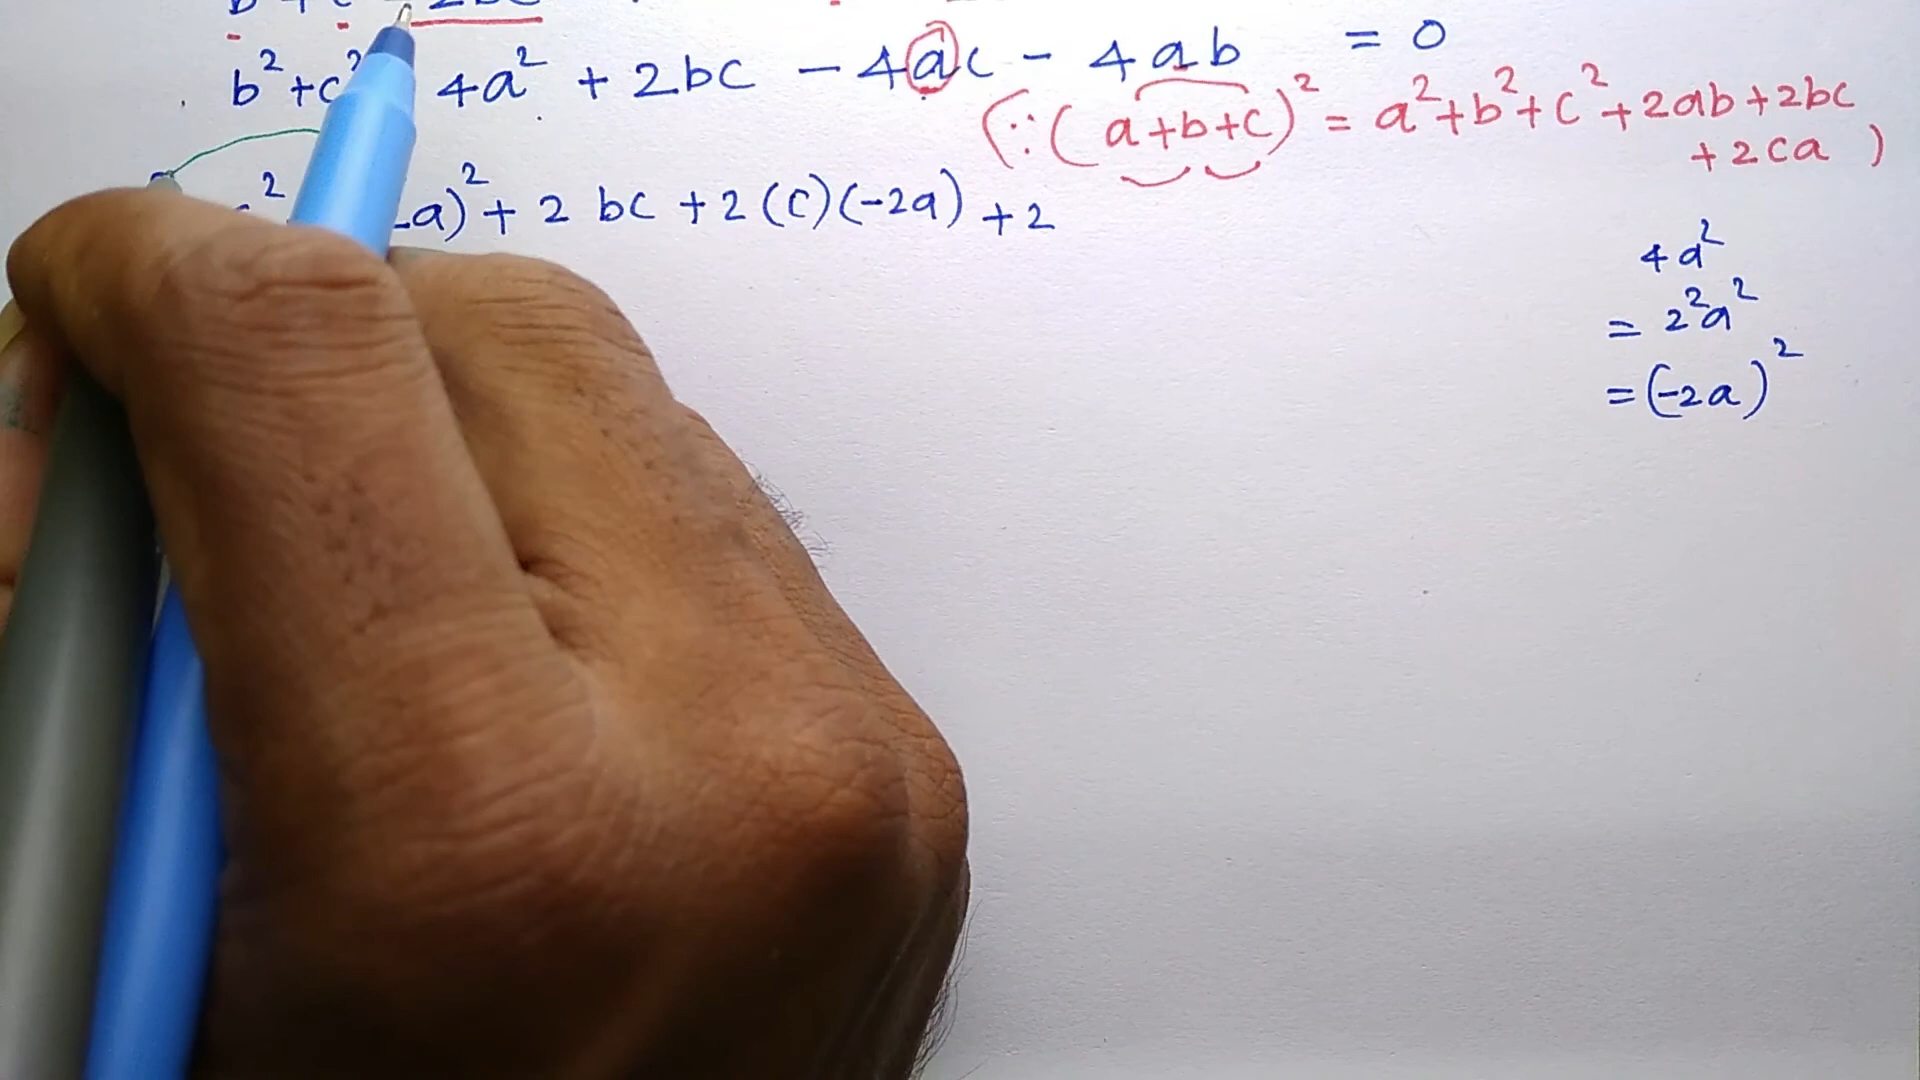 b² + c² 4a² + 2bc - 4ac - 4ab = 0
(∵ (a+b+c)² = a²+b²+c²+2ab+2bc
+2ca )
a)² + 2 bc + 2 (c)(-2a) + 2
4a²
= 2²a²
= (-2a)²